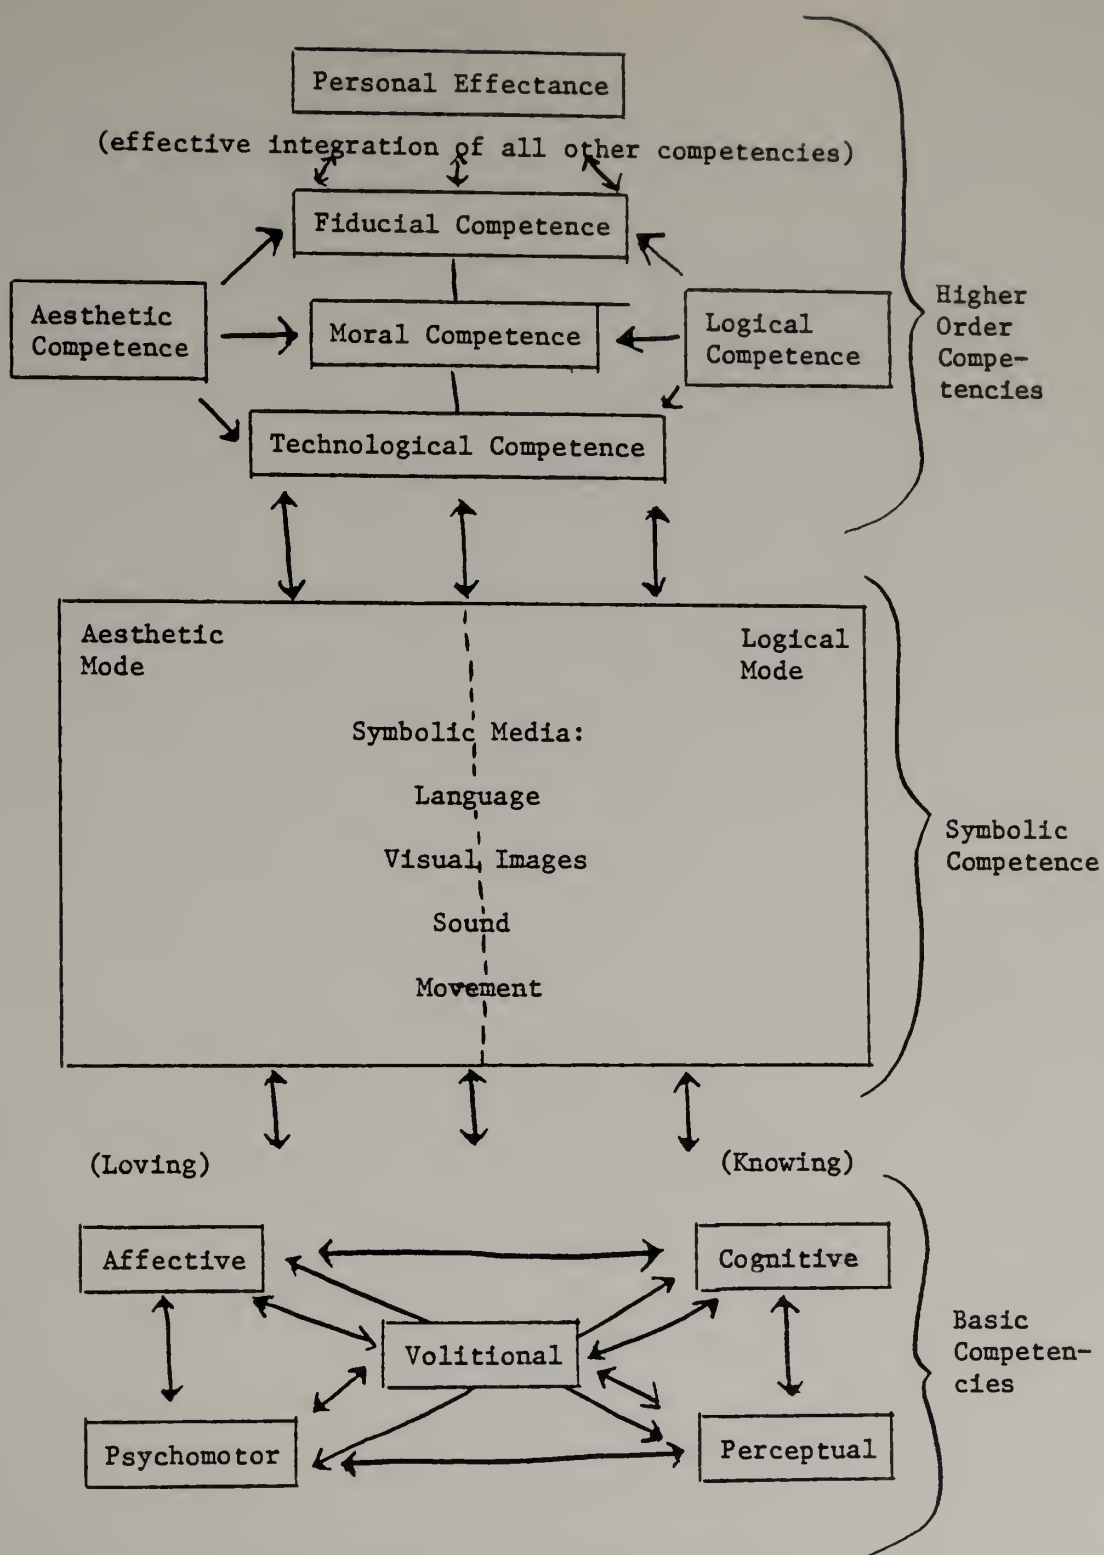 Personal Effectance
(effective integration of all other competencies)
Fiducial Competence
Aesthetic
Competence
Moral Competence
Logical
Competence
Technological Competence
Higher
Order
Compe-
tencies
Aesthetic
Mode
Logical
Mode
Symbolic Media:
Language
Visual Images
Sound
Movement
Symbolic
Competence
(Loving)
(Knowing)
Affective
Cognitive
Volitional
Psychomotor
Perceptual
Basic
Competen-
cies